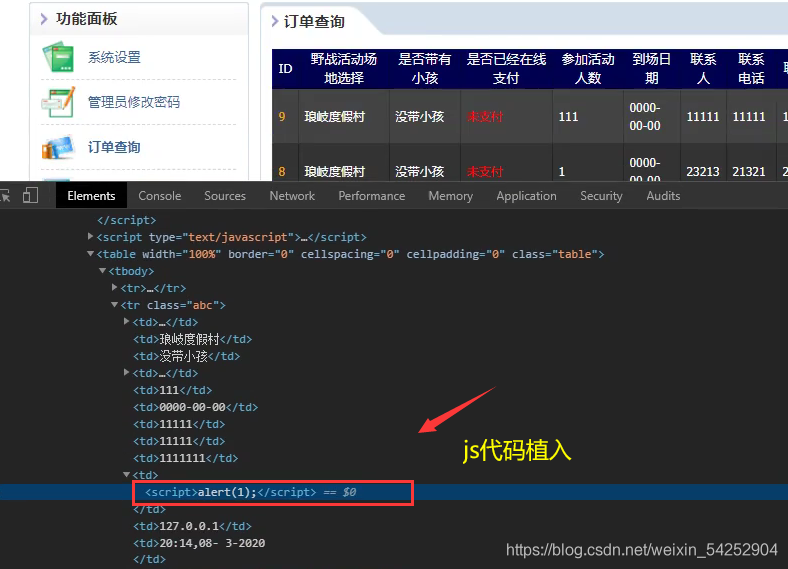 功能面板
系统设置
管理员修改密码
订单查询
订单查询
ID 野战活动场地选择 是否带有小孩 是否已经在线支付 参加活动人数 到场日期 联系人 联系电话
9 琅岐度假村 没带小孩 未支付 111 0000-00-00 11111 11111
8 琅岐度假村 没带小孩 未支付 1 0000-00-00 23213 21321
Elements Console Sources Network Performance Memory Application Security Audits
</script>
<script type="text/javascript">…</script>
<table width="100%" border="0" cellspacing="0" cellpadding="0" class="table">
<tbody>
<tr>…</tr>
<tr class="abc">
<td>…</td>
<td>琅岐度假村</td>
<td>没带小孩</td>
<td>…</td>
<td>111</td>
<td>0000-00-00</td>
<td>11111</td>
<td>11111</td>
<td>1111111</td>
<td>
<script>alert(1);</script> == $0
</td>
<td>127.0.0.1</td>
<td>20:14,08- 3-2020
</td>
js代码植入
https://blog.csdn.net/weixin_54252904